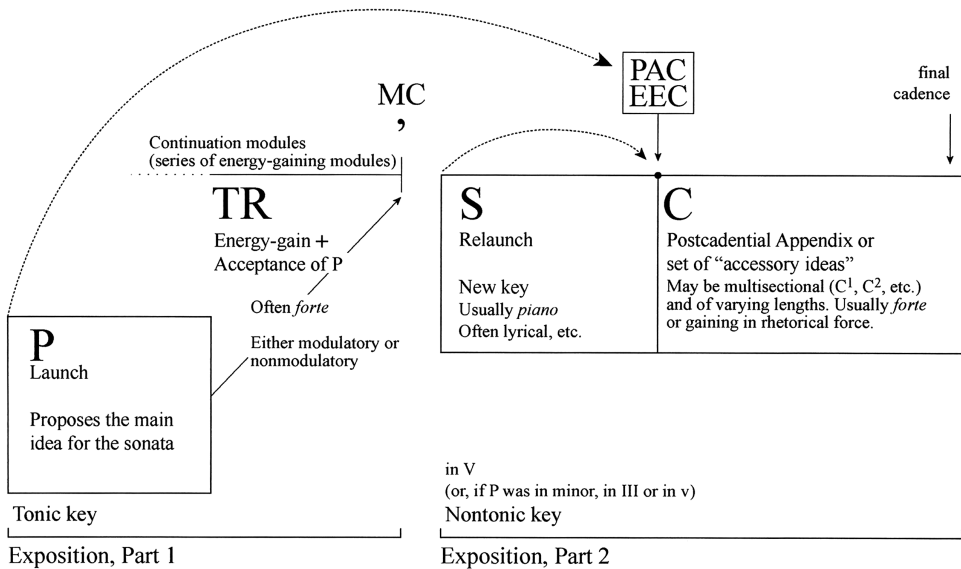 PAC
EEC
final
cadence
MC
,
Continuation modules
(series of energy-gaining modules)
TR
Energy-gain +
Acceptance of P
Often forte
Either modulatory or
nonmodulatory
P
Launch
Proposes the main
idea for the sonata
Tonic key
Exposition, Part 1
S
Relaunch
New key
Usually piano
Often lyrical, etc.
C
Postcadential Appendix or
set of “accessory ideas”
May be multisectional (C¹, C², etc.)
and of varying lengths. Usually forte
or gaining in rhetorical force.
in V
(or, if P was in minor, in III or in v)
Nontonic key
Exposition, Part 2